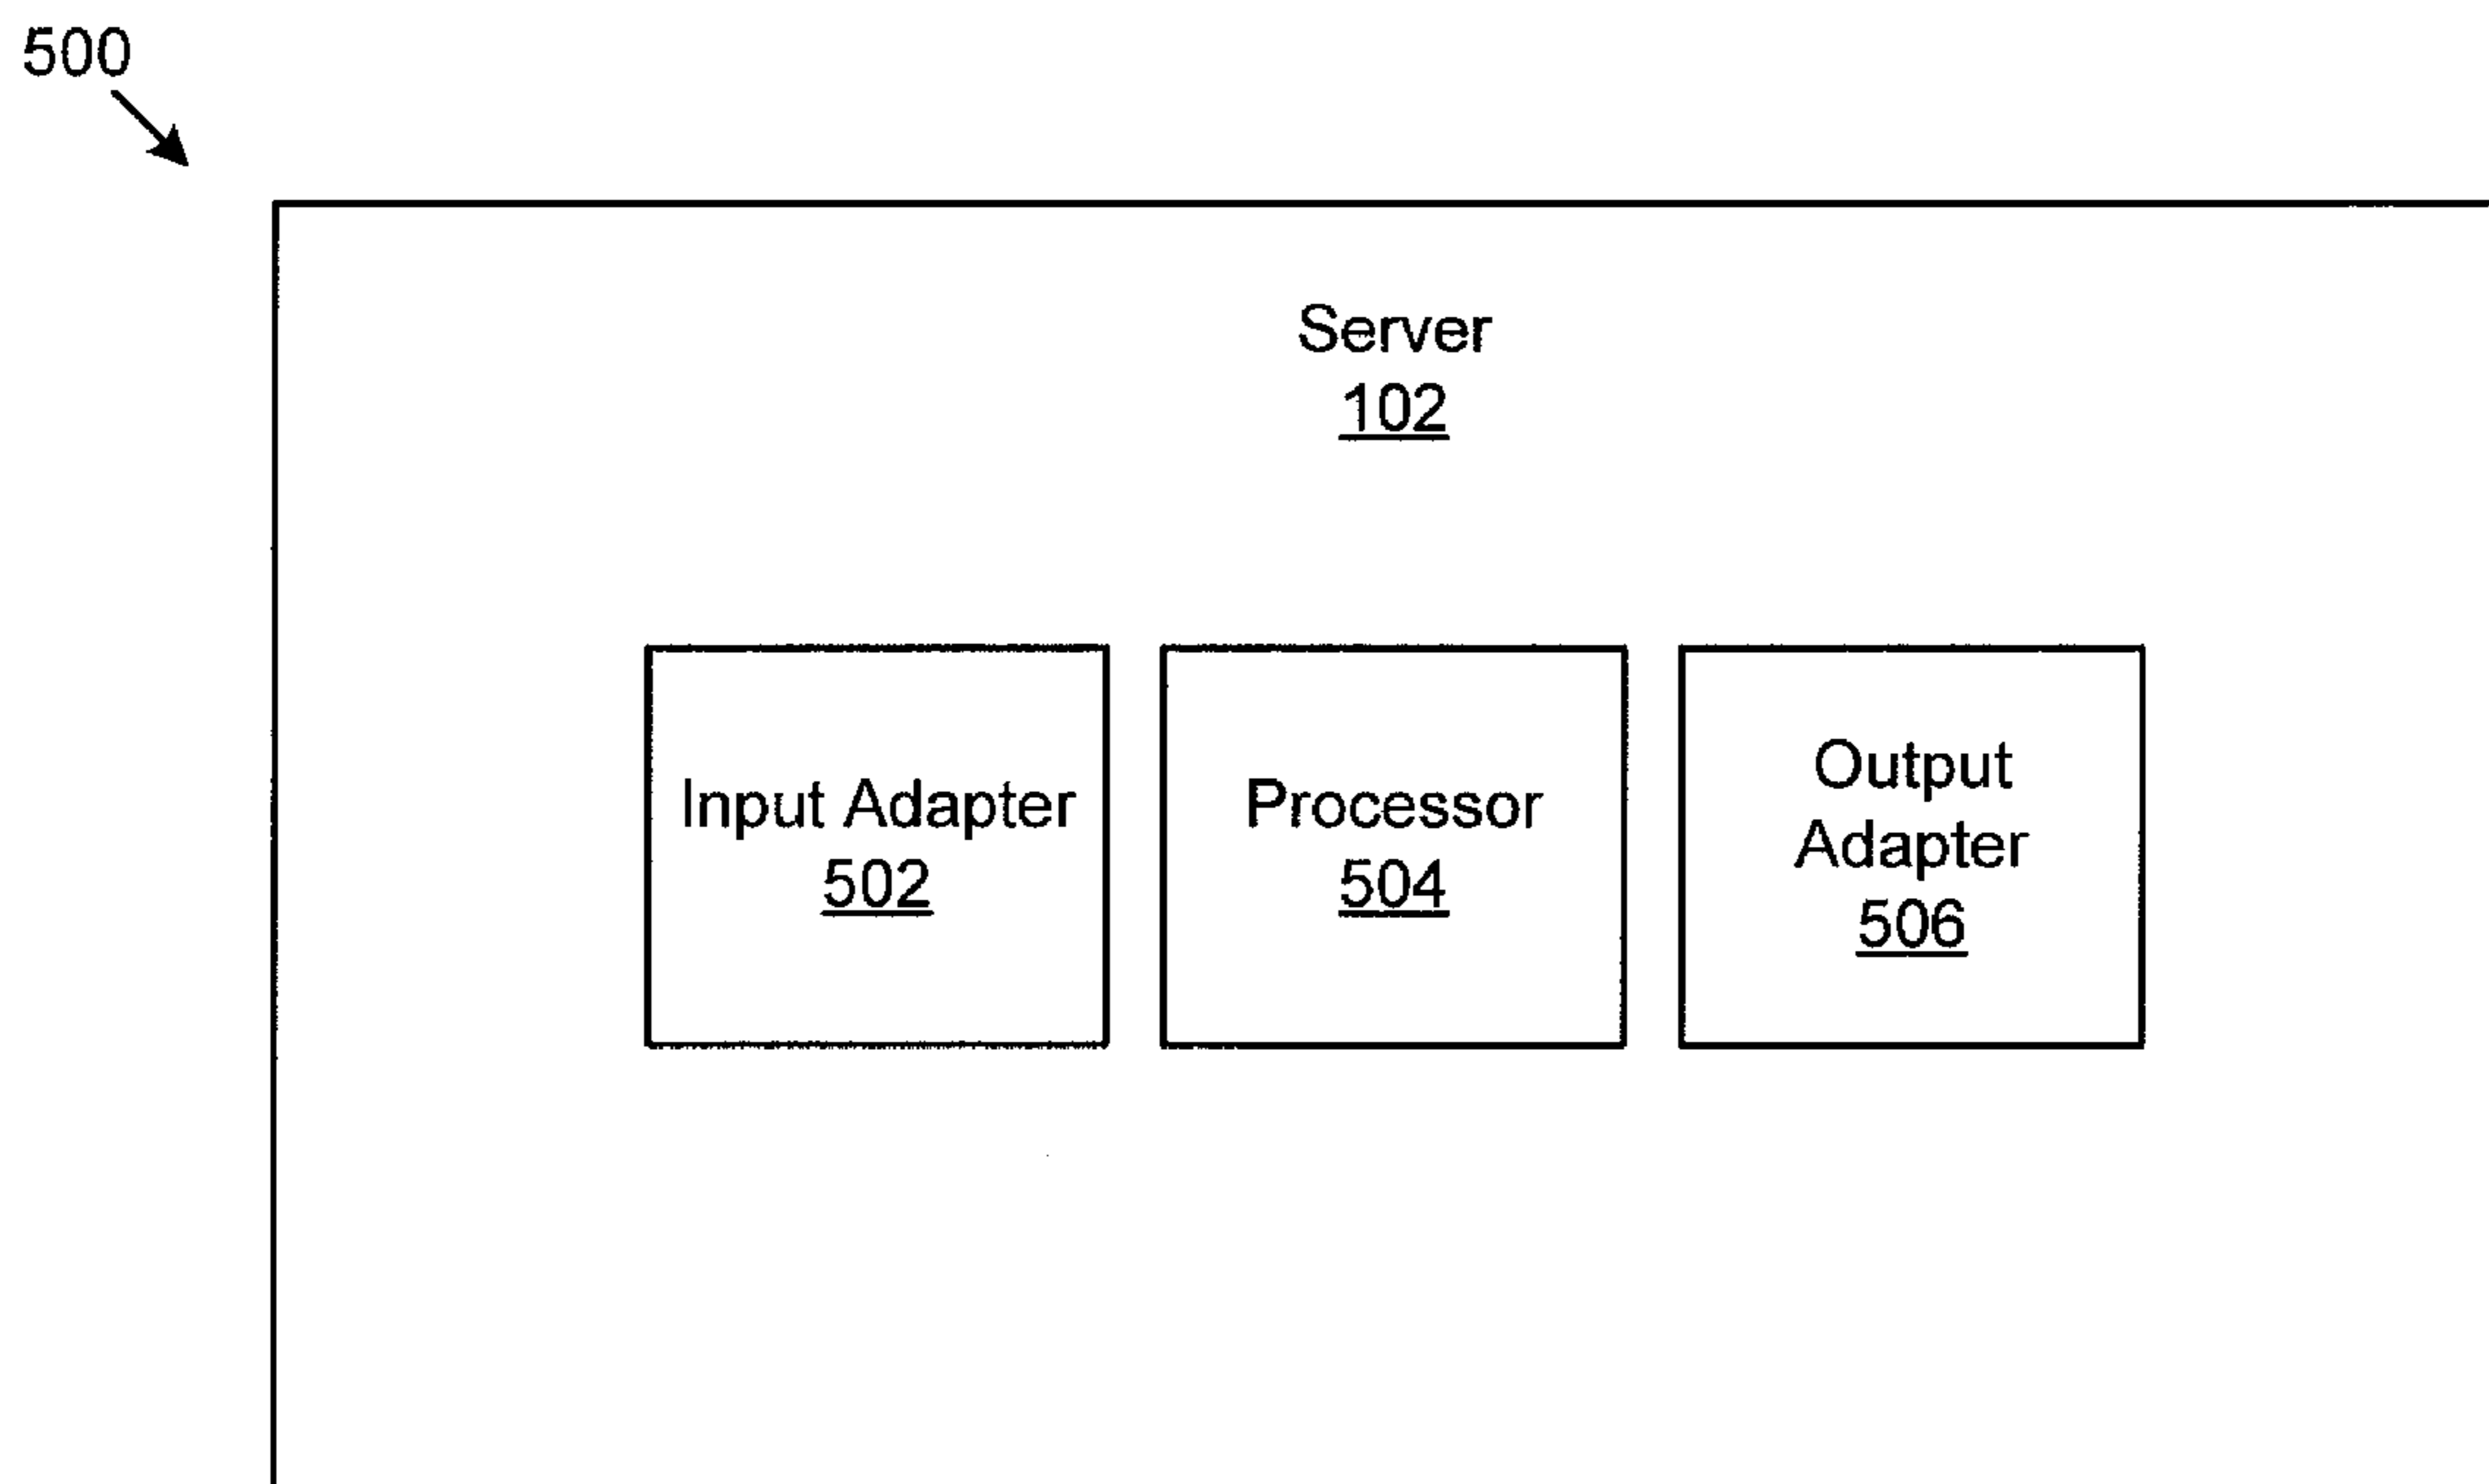 500
Server
102
Input Adapter
502
Processor
504
Output
Adapter
506